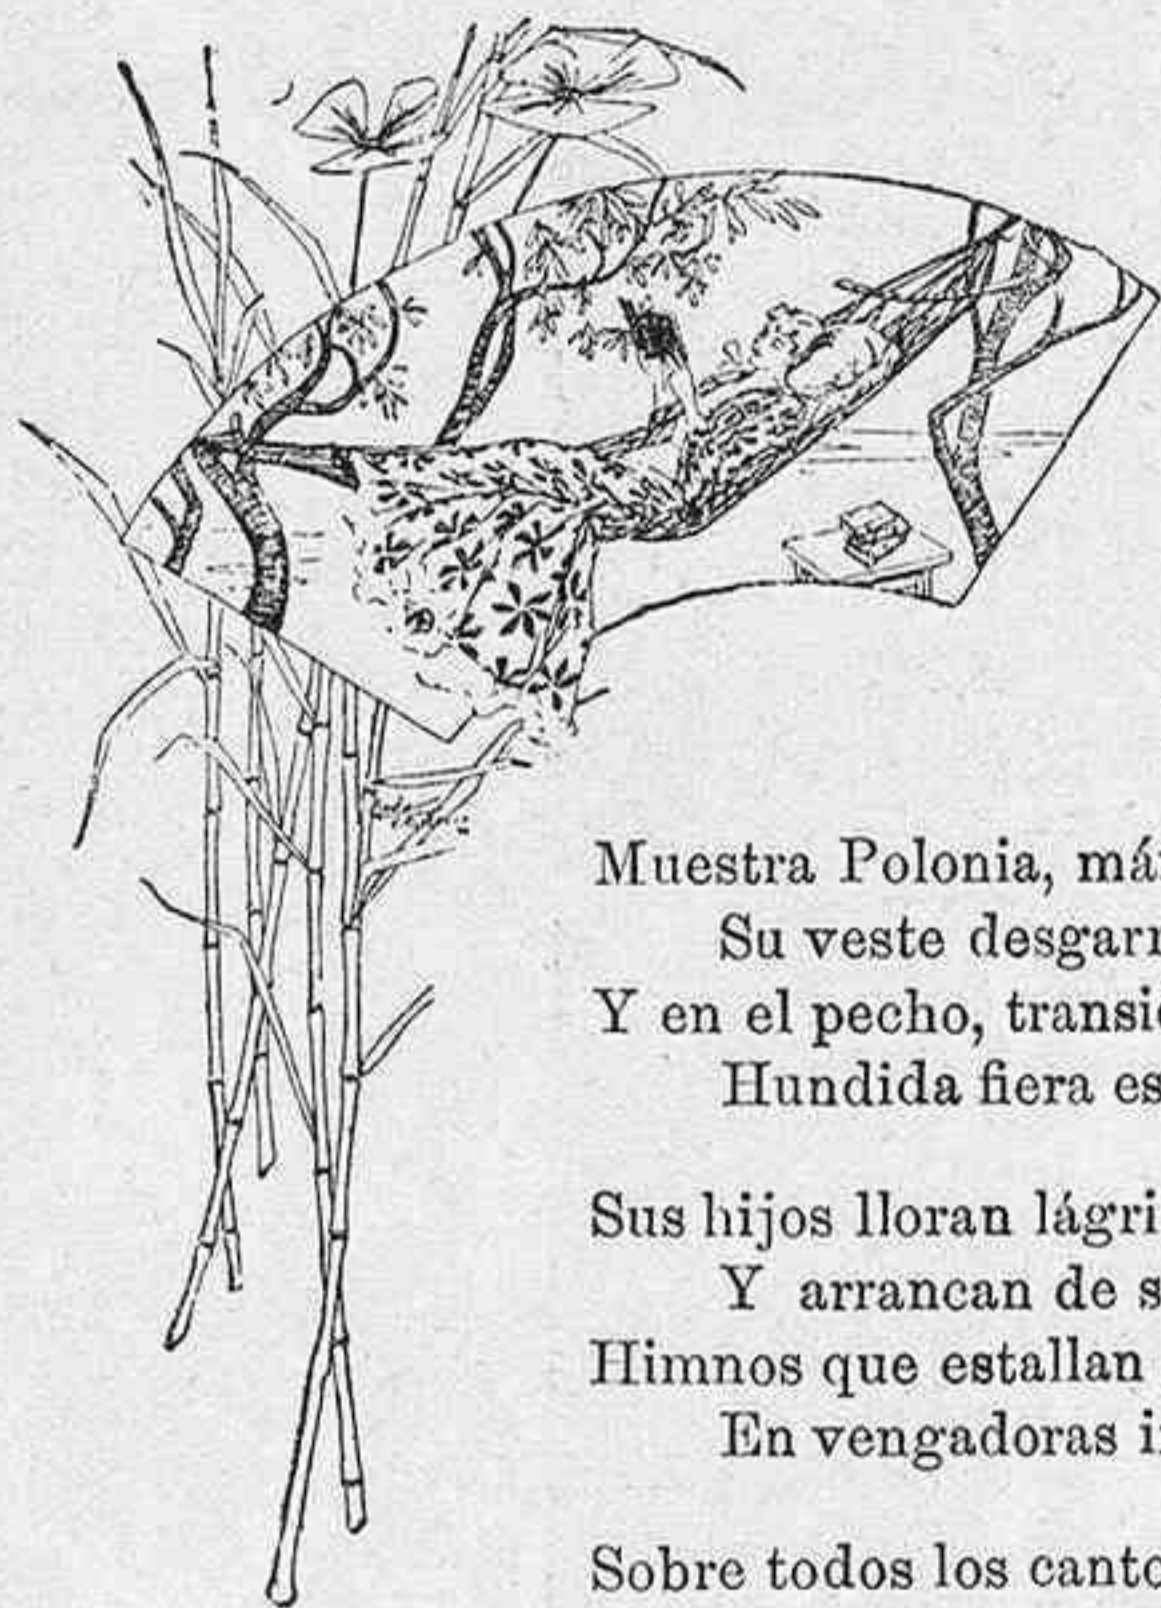 Muestra Polonia, má
Su veste desgarr
Y en el pecho, transi
Hundida fiera es
Sus hijos lloran lágri
Y arrancan de s
Himnos que estallan
En vengadoras i
Sobre todos los canto